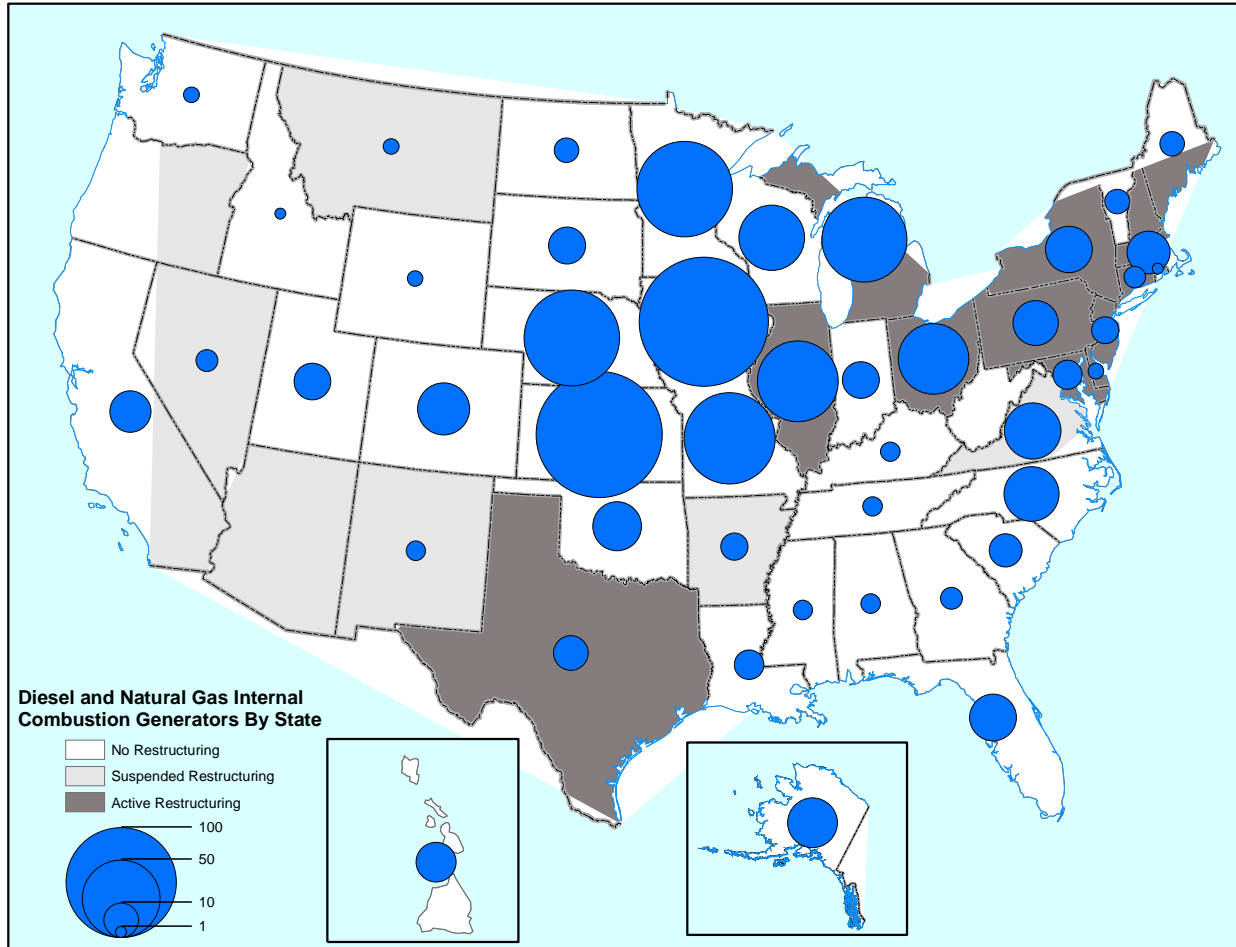 Diesel and Natural Gas Internal
Combustion Generators By State
No Restructuring
Suspended Restructuring
Active Restructuring
100
50
10
1